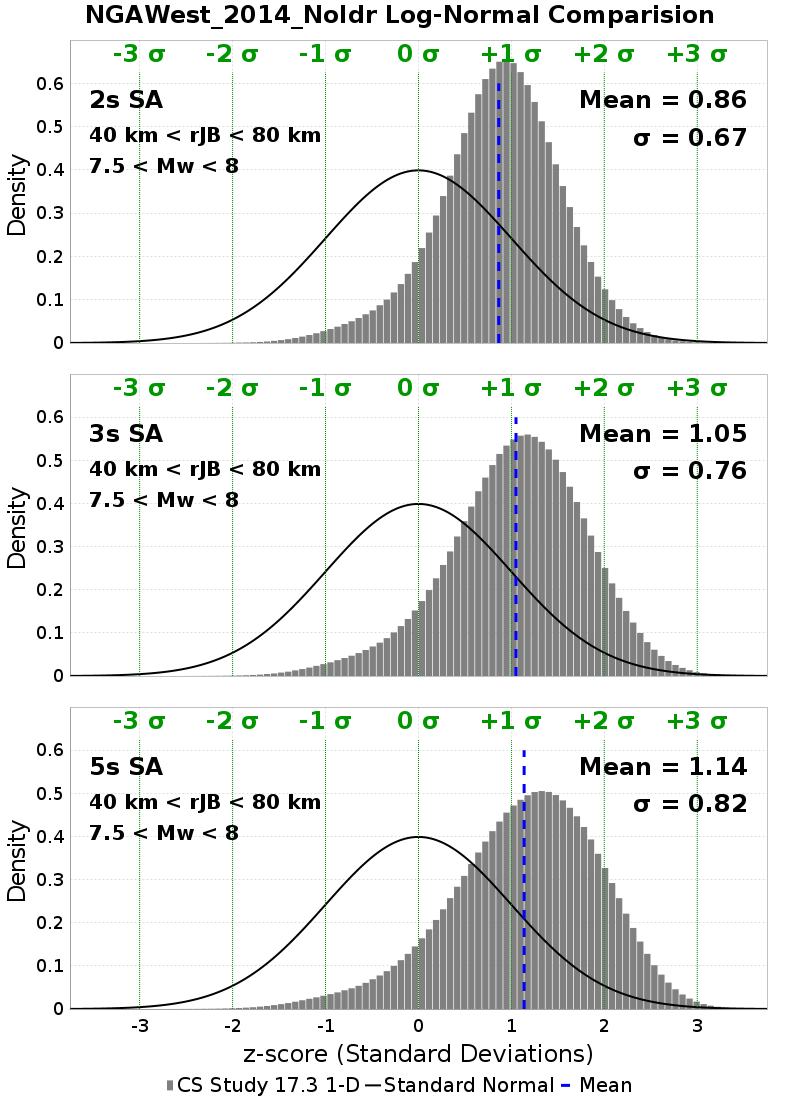 NGAWest_2014_NoIdr Log-Normal Comparision
-3 σ -2 σ -1 σ 0 σ +1 σ +2 σ +3 σ
2s SA
Mean = 0.86
40 km < rJB < 80 km
σ = 0.67
7.5 < Mw < 8
Density
0.6
0.5
0.4
0.3
0.2
0.1
0
-3 σ -2 σ -1 σ 0 σ +1 σ +2 σ +3 σ
3s SA
Mean = 1.05
40 km < rJB < 80 km
σ = 0.76
7.5 < Mw < 8
Density
0.6
0.5
0.4
0.3
0.2
0.1
0
-3 σ -2 σ -1 σ 0 σ +1 σ +2 σ +3 σ
5s SA
Mean = 1.14
40 km < rJB < 80 km
σ = 0.82
7.5 < Mw < 8
Density
0.6
0.5
0.4
0.3
0.2
0.1
0
-3 -2 -1 0 1 2 3
z-score (Standard Deviations)
CS Study 17.3 1-D Standard Normal Mean